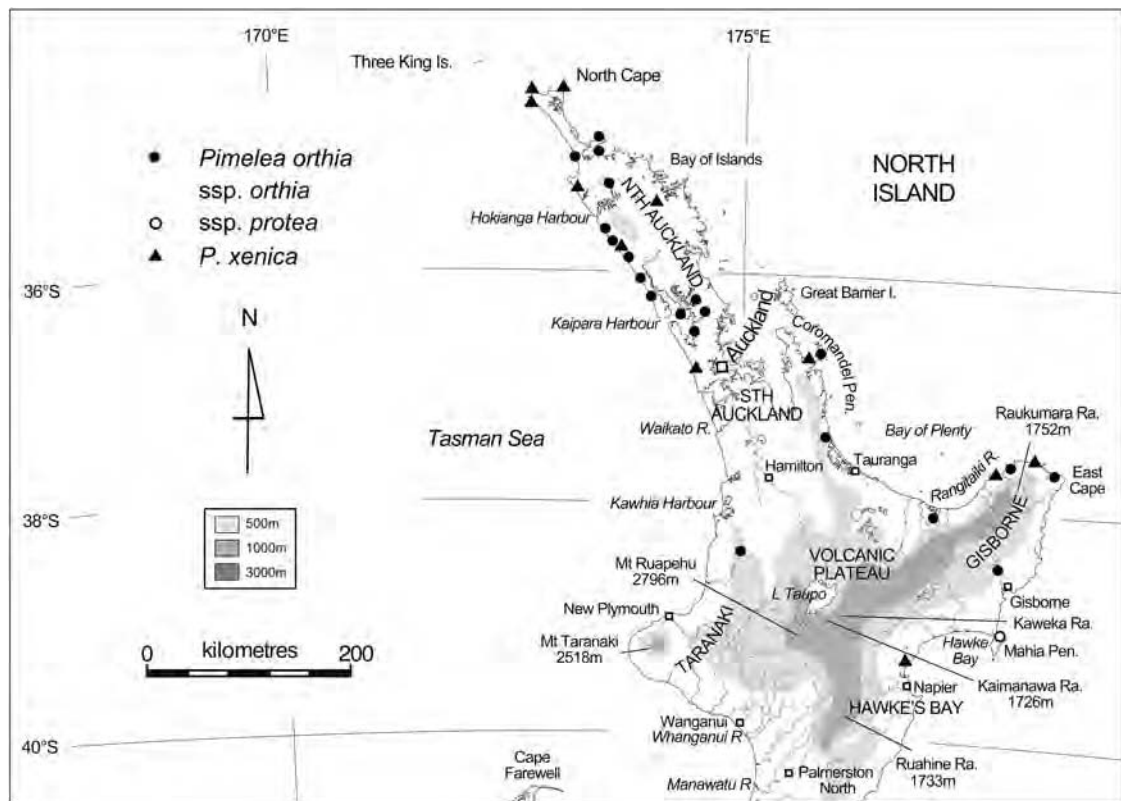 170°E
175°E
Three King Is.
North Cape
Pimelea orthia
ssp. orthia
ssp. protea
P. xenica
Bay of Islands
NORTH
ISLAND
NTH AUCKLAND
Hokianga Harbour
36°S
N
Great Barrier I.
Kaipara Harbour
Auckland
Coromandel Pen.
STH
AUCKLAND
Raukumara Ra.
1752m
Waikato R.
Tasman Sea
Bay of Plenty
Hamilton
Tauranga
Rangitaiki R.
East
Cape
Kawhia Harbour
38°S
500m
1000m
3000m
GISBORNE
VOLCANIC
PLATEAU
Mt Ruapehu
2796m
L Taupo
Gisborne
New Plymouth
Kaweka Ra.
kilometres
0
200
Mt Taranaki
2518m
TARANAKI
Hawke
Bay
Mahia Pen.
Napier
Kaimanawa Ra.
1726m
HAWKE'S BAY
Wanganui
Whanganui R
40°S
Cape
Farewell
Manawatu R
Palmerston
North
Ruahine Ra.
1733m